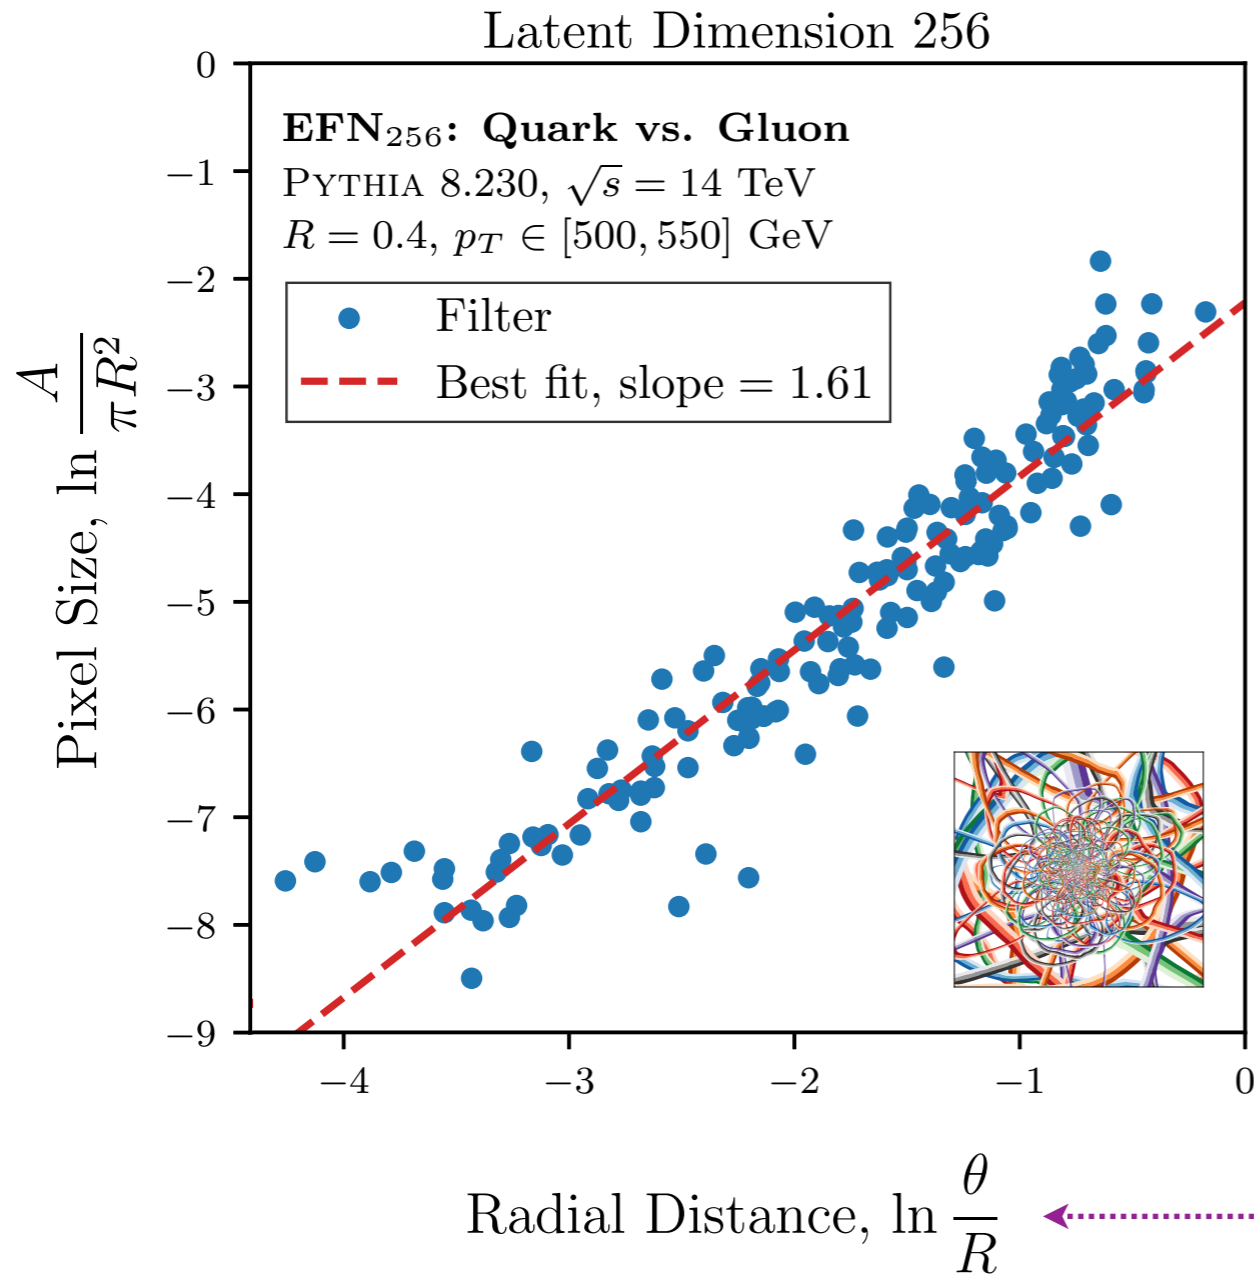 Latent Dimension 256
EFN₂₅₆: Quark vs. Gluon
PYTHIA 8.230, √s = 14 TeV
R = 0.4, p_T ∈ [500, 550] GeV
Filter
Best fit, slope = 1.61
Pixel Size, ln A/πR²
0
−1
−2
−3
−4
−5
−6
−7
−8
−9
−4 −3 −2 −1 0
Radial Distance, ln θ/R